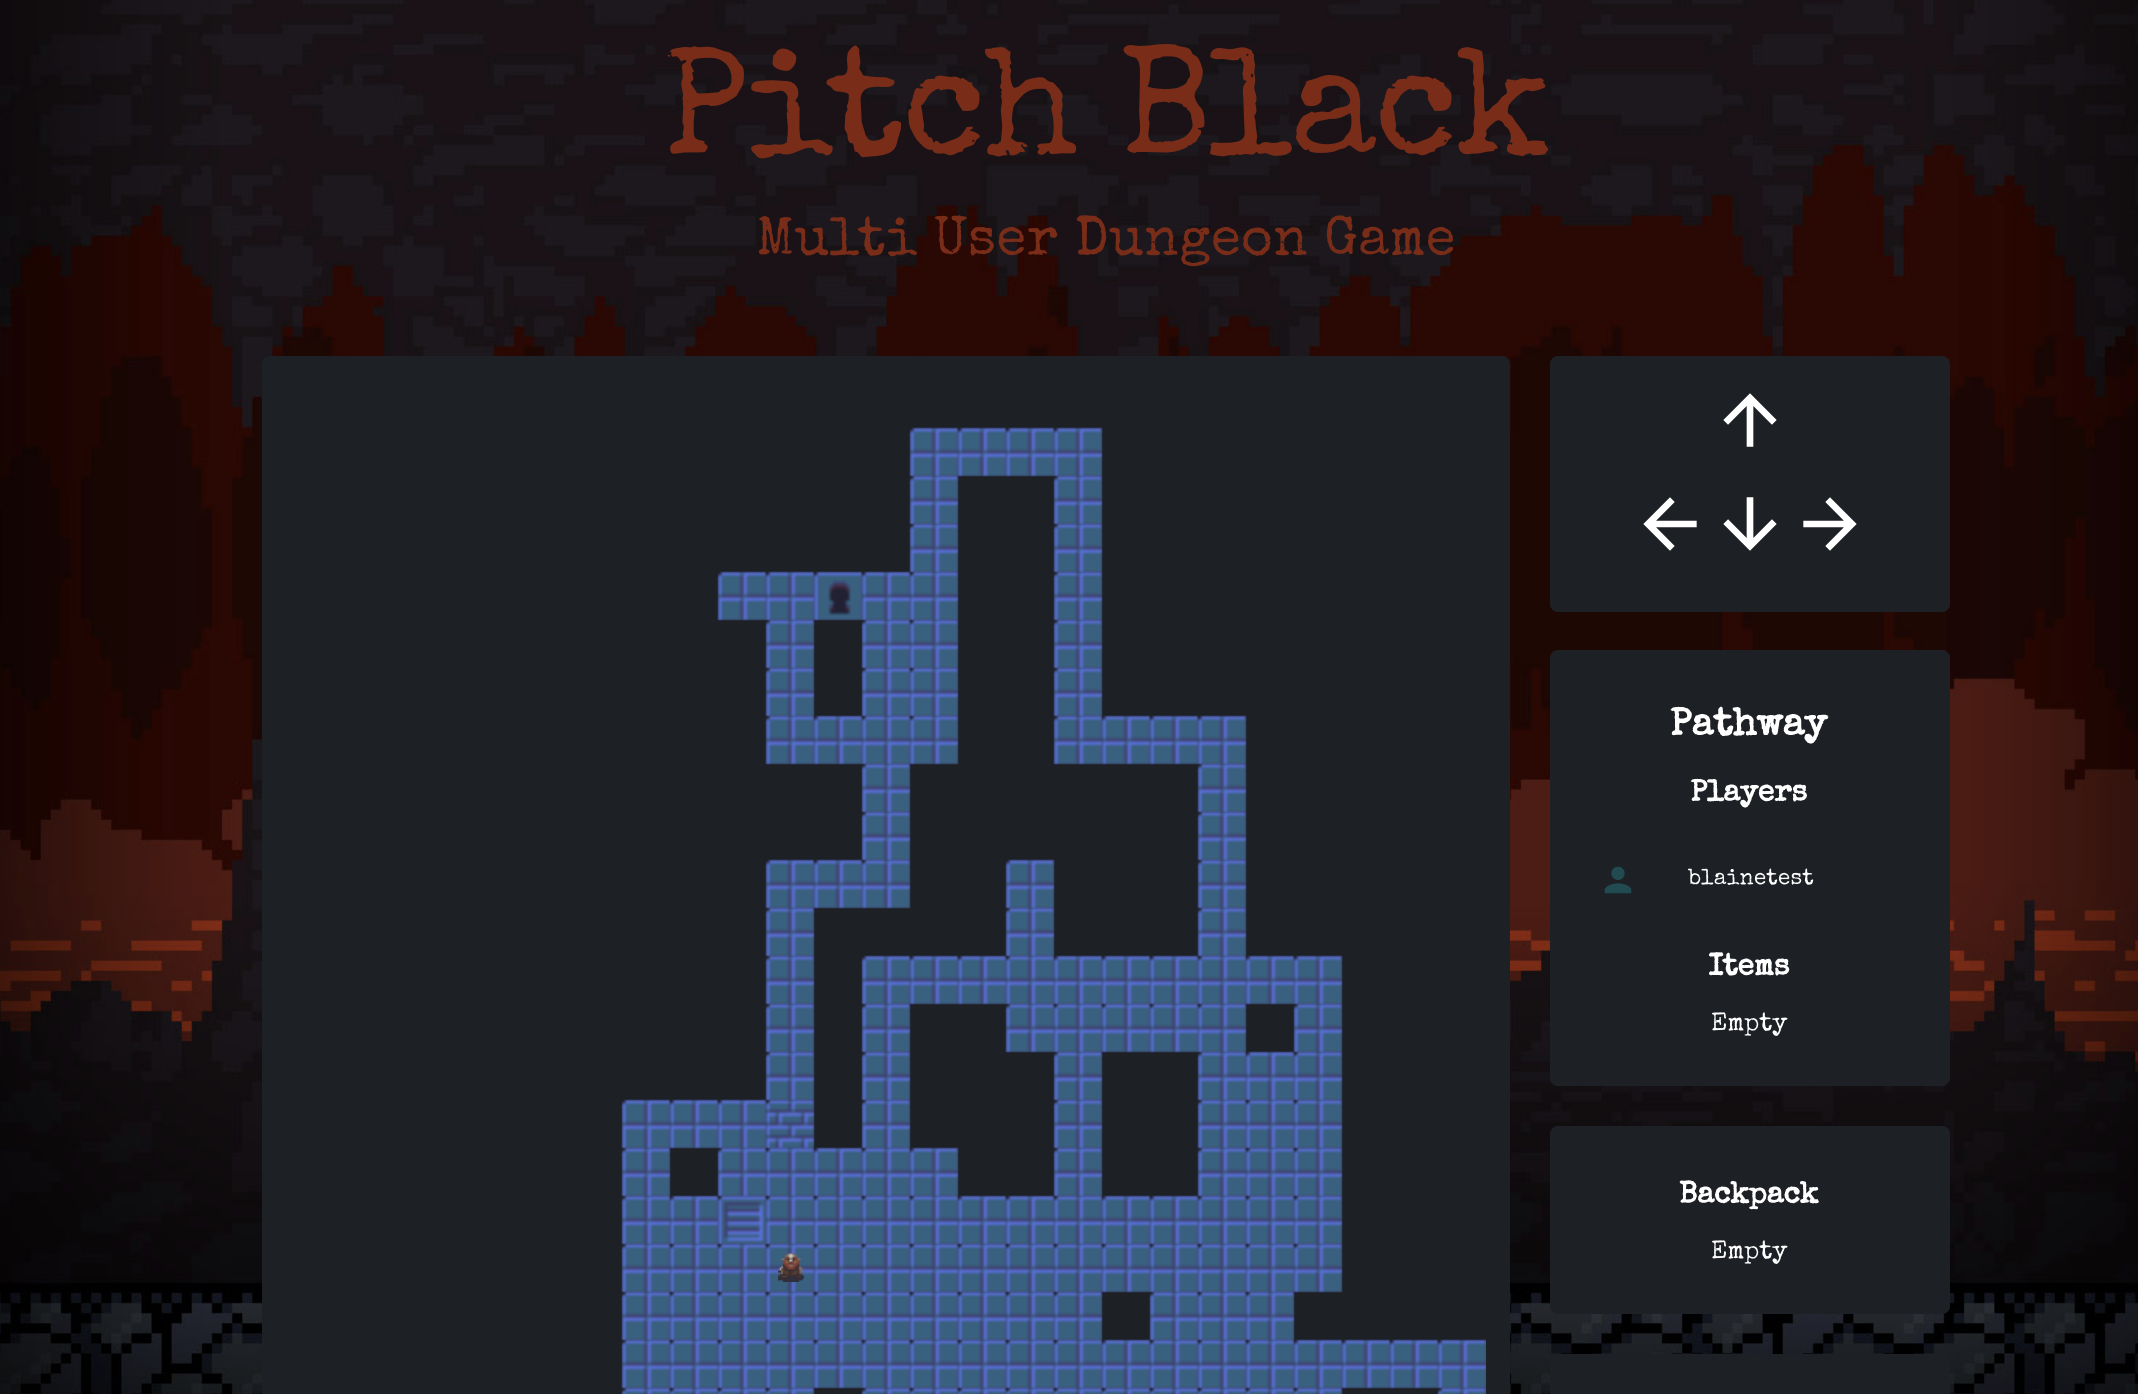 Pitch Black
Multi User Dungeon Game
Pathway
Players
blainetest
Items
Empty
Backpack
Empty